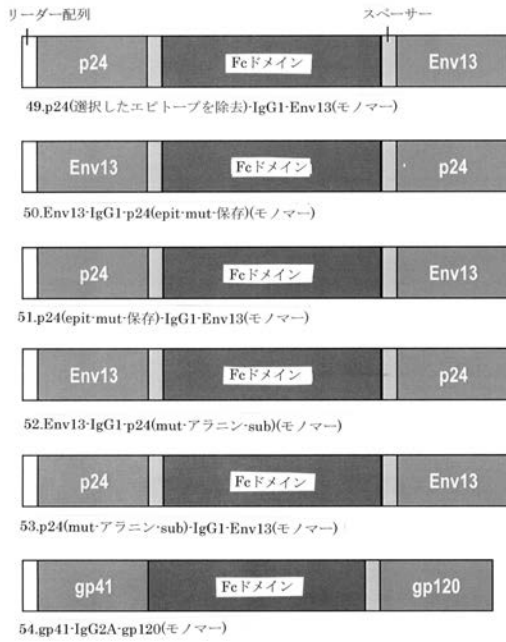 リーダー配列 スペーサー
p24 Fcドメイン Env13
49.p24(選択したエピトープを除去)-IgG1-Env13(モノマー)
Env13 Fcドメイン p24
50.Env13-IgG1-p24(epit-mut-保存)(モノマー)
p24 Fcドメイン Env13
51.p24(epit-mut-保存)-IgG1-Env13(モノマー)
Env13 Fcドメイン p24
52.Env13-IgG1-p24(mut-アラニン-sub)(モノマー)
p24 Fcドメイン Env13
53.p24(mut-アラニン-sub)-IgG1-Env13(モノマー)
gp41 Fcドメイン gp120
54.gp41-IgG2A-gp120(モノマー)